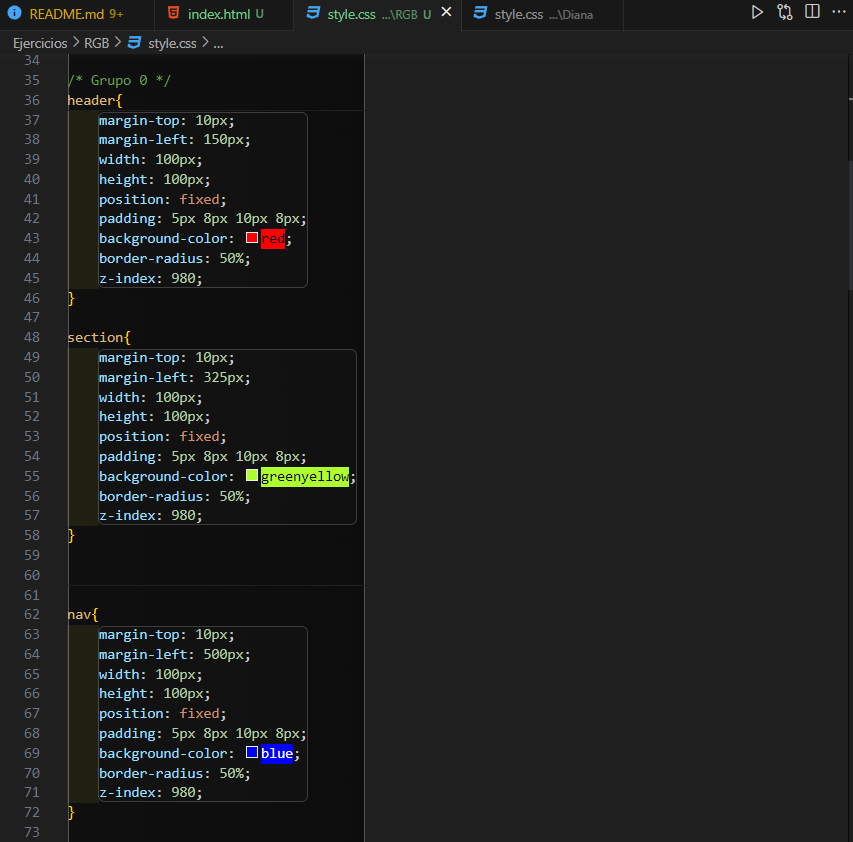 README.md 9+ index.html U style.css ...\RGB U style.css ...\Diana
Ejercicios > RGB > style.css > ...
34
35 /* Grupo 0 */
36 header{
37 margin-top: 10px;
38 margin-left: 150px;
39 width: 100px;
40 height: 100px;
41 position: fixed;
42 padding: 5px 8px 10px 8px;
43 background-color: red;
44 border-radius: 50%;
45 z-index: 980;
46 }
47
48 section{
49 margin-top: 10px;
50 margin-left: 325px;
51 width: 100px;
52 height: 100px;
53 position: fixed;
54 padding: 5px 8px 10px 8px;
55 background-color: greenyellow;
56 border-radius: 50%;
57 z-index: 980;
58 }
59
60
61
62 nav{
63 margin-top: 10px;
64 margin-left: 500px;
65 width: 100px;
66 height: 100px;
67 position: fixed;
68 padding: 5px 8px 10px 8px;
69 background-color: blue;
70 border-radius: 50%;
71 z-index: 980;
72 }
73